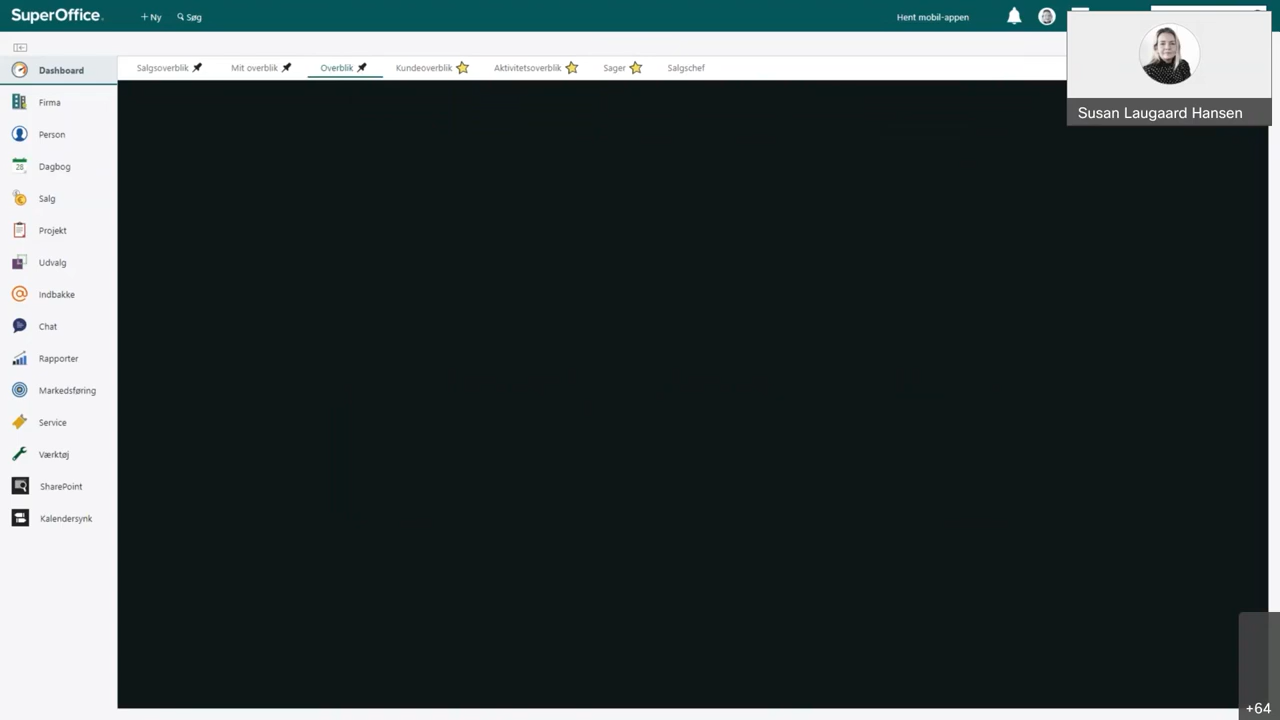 SuperOffice
+ Ny
Søg
Hent mobil-appen
Susan Laugaard Hansen
Dashboard
Salgsoverblik
Mit overblik
Overblik
Kundeoverblik
Aktivitetsoverblik
Sager
Salgschef
Firma
Person
28
Dagbog
Salg
Projekt
Udvalg
Indbakke
Chat
Rapporter
Markedsføring
Service
Værktøj
SharePoint
Kalendersynk
+64